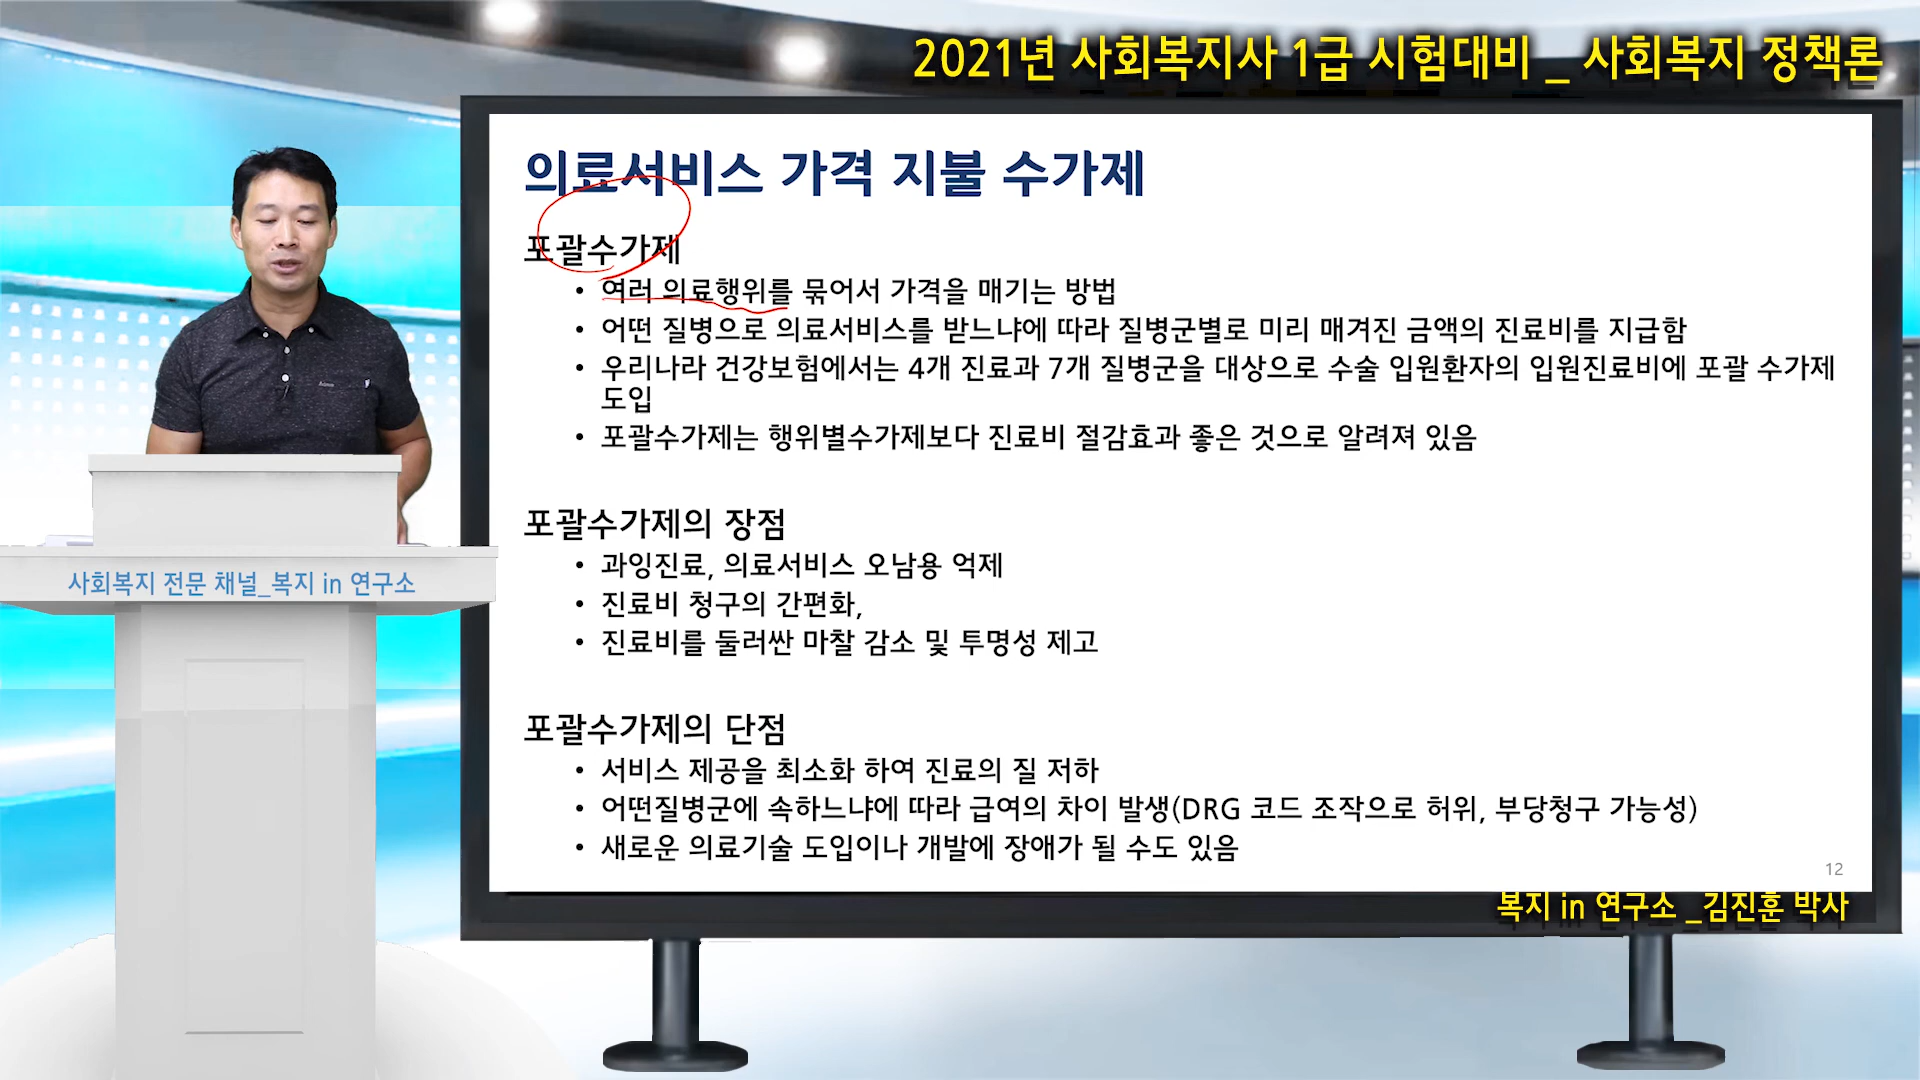 2021년 사회복지사 1급 시험대비 _ 사회복지 정책론
의료서비스 가격 지불 수가제
포괄수가제
• 여러 의료행위를 묶어서 가격을 매기는 방법
• 어떤 질병으로 의료서비스를 받느냐에 따라 질병군별로 미리 매겨진 금액의 진료비를 지급함
• 우리나라 건강보험에서는 4개 진료과 7개 질병군을 대상으로 수술 입원환자의 입원진료비에 포괄 수가제
도입
• 포괄수가제는 행위별수가제보다 진료비 절감효과 좋은 것으로 알려져 있음
포괄수가제의 장점
• 과잉진료, 의료서비스 오남용 억제
• 진료비 청구의 간편화,
• 진료비를 둘러싼 마찰 감소 및 투명성 제고
포괄수가제의 단점
• 서비스 제공을 최소화 하여 진료의 질 저하
• 어떤질병군에 속하느냐에 따라 급여의 차이 발생(DRG 코드 조작으로 허위, 부당청구 가능성)
• 새로운 의료기술 도입이나 개발에 장애가 될 수도 있음
12
사회복지 전문 채널_복지 in 연구소
복지 in 연구소 _김진훈 박사